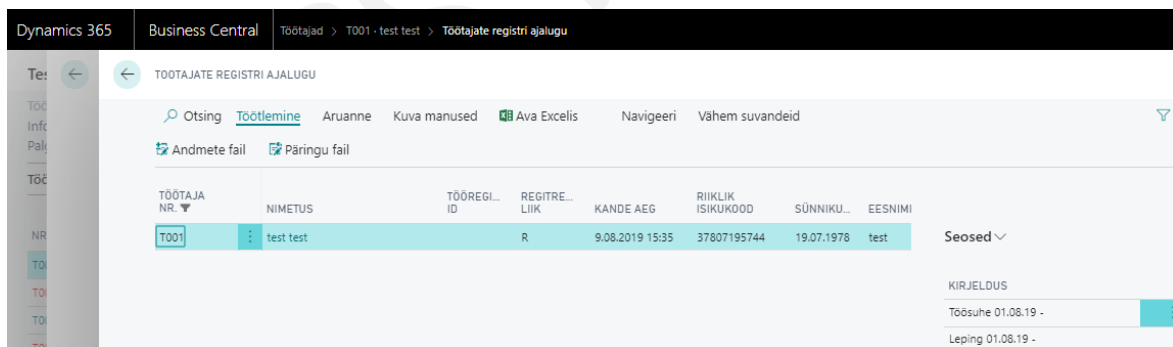 Dynamics 365 Business Central Töötajad > T001 · test test > Töötajate registri ajalugu
TÖÖTAJATE REGISTRI AJALUGU
Otsing Töötlemine Aruanne Kuva manused Ava Excelis Navigeeri Vähem suvandeid
Andmete fail Päringu fail
TÖÖTAJA NR. NIMETUS TÖÖREGI... ID REGITRE... LIIK KANDE AEG RIIKLIK ISIKUKOOD SÜNNIKU... EESNIMI
T001 test test R 9.08.2019 15:35 37807195744 19.07.1978 test
Seosed
KIRJELDUS
Töösuhe 01.08.19 -
Leping 01.08.19 -